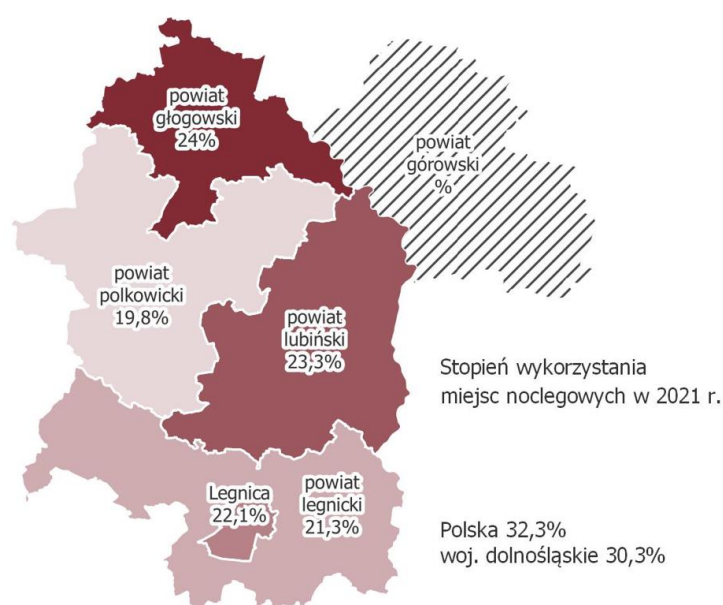 powiat
głogowski
24%
powiat
górowski
%
powiat
polkowicki
19,8%
powiat
lubiński
23,3%
Stopień wykorzystania
miejsc noclegowych w 2021 r.
Legnica
22,1%
powiat
legnicki
21,3%
Polska 32,3%
woj. dolnośląskie 30,3%